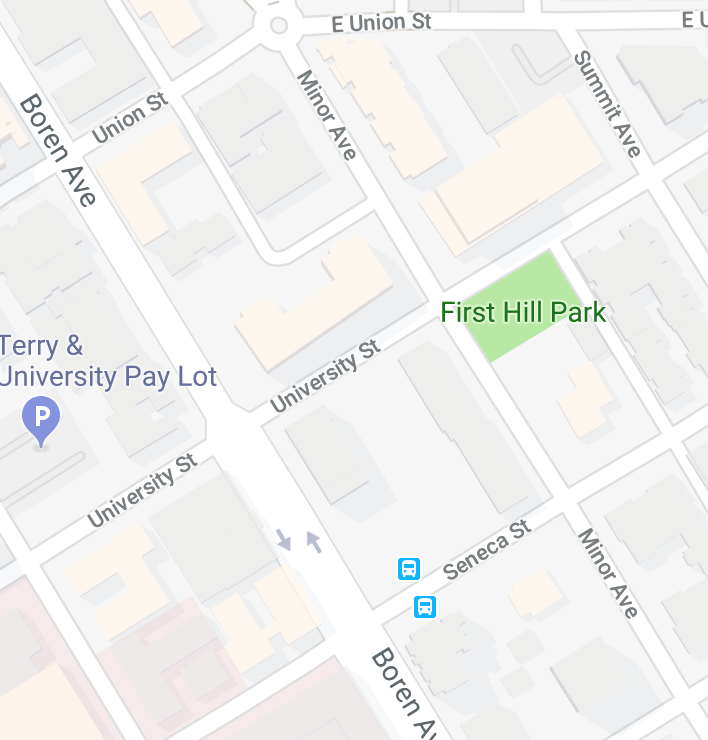 E Union St
E U
Union St
Minor Ave
Summit Ave
Boren Ave
First Hill Park
Terry &
University Pay Lot
P
University St
University St
Seneca St
Minor Ave
Boren Av